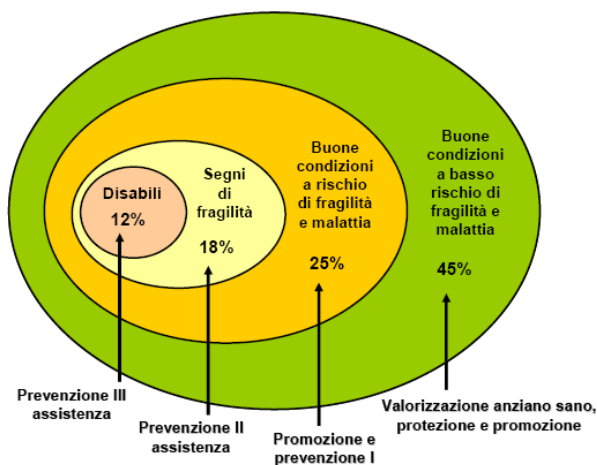 Disabili
12%
Segni
di
fragilità
18%
Buone
condizioni
a rischio
di fragilità
e malattia
25%
Buone
condizioni
a basso
rischio di
fragilità e
malattia
45%
Prevenzione III
assistenza
Prevenzione II
assistenza
Promozione e
prevenzione I
Valorizzazione anziano sano,
protezione e promozione